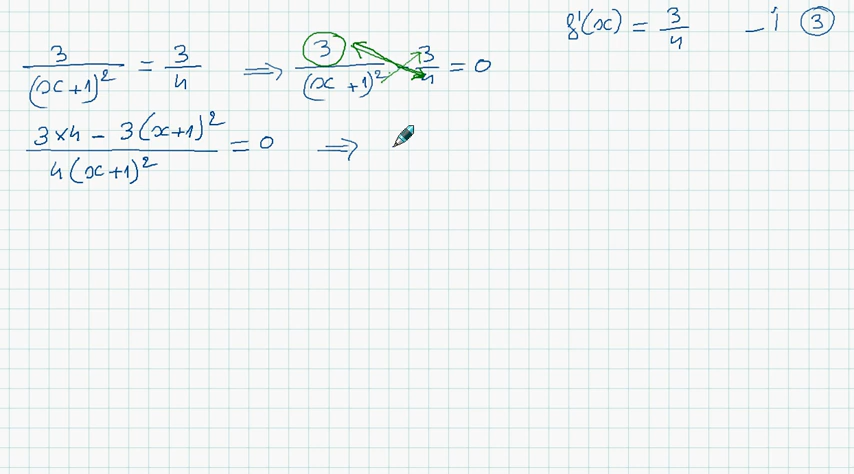 f'(x) = 3/4 _أ ③
3/(x+1)² = 3/4 ⟹ 3/(x+1)² - 3/4 = 0
(3×4 - 3(x+1)²)/(4(x+1)²) = 0 ⟹